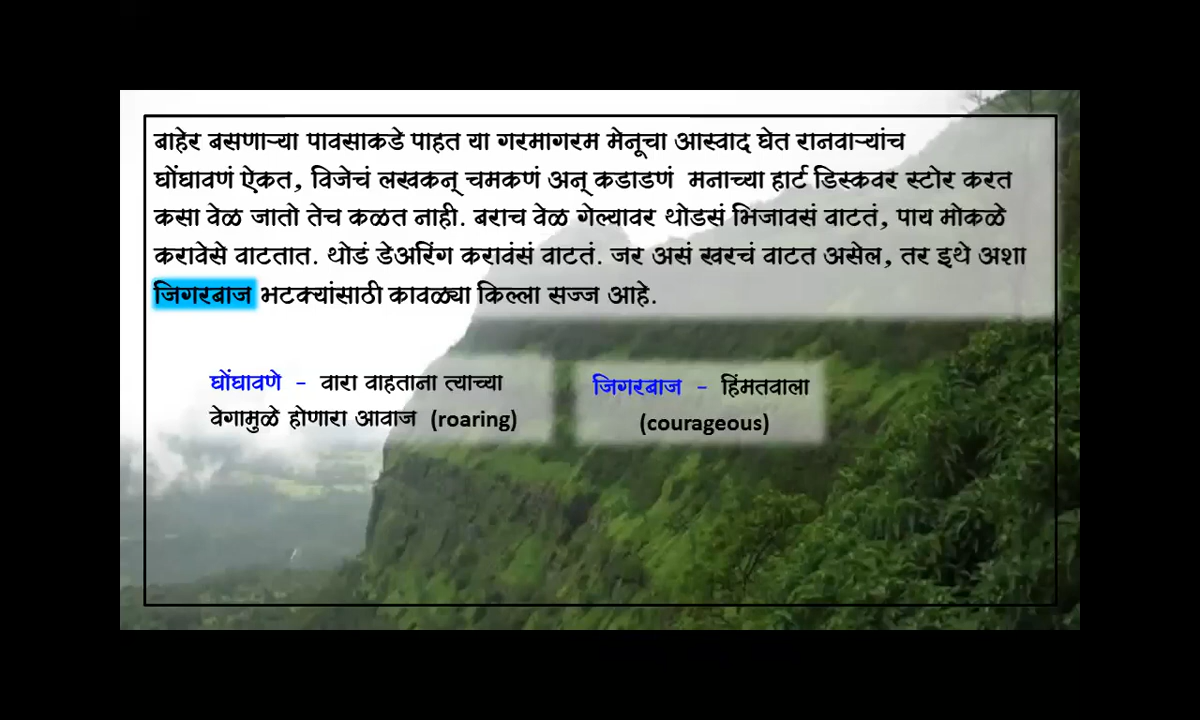 बाहेर बसणाऱ्या पावसाकडे पाहत या गरमागरम मेनूचा आस्वाद घेत रानवाऱ्यांच
घोंघावणं ऐकत, विजेचं लखकन् चमकणं अन् कडाडणं मनाच्या हार्ट डिस्कवर स्टोर करत
कसा वेळ जातो तेच कळत नाही. बराच वेळ गेल्यावर थोडसं भिजावसं वाटतं, पाय मोकळे
करावेसे वाटतात. थोडं डेअरिंग करावंसं वाटतं. जर असं खरचं वाटत असेल, तर इथे अशा
जिगरबाज भटक्यांसाठी कावळ्या किल्ला सज्ज आहे.
घोंघावणे - वारा वाहताना त्याच्या
वेगामुळे होणारा आवाज (roaring)
जिगरबाज - हिंमतवाला
(courageous)